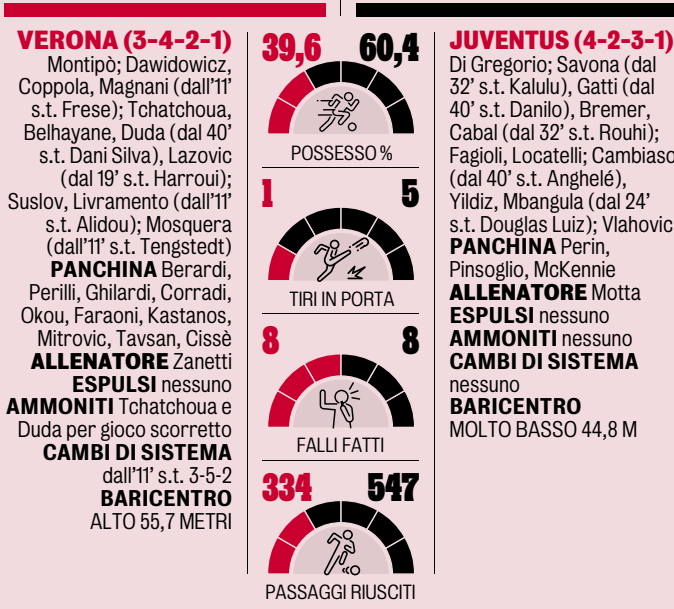 VERONA (3-4-2-1)
Montipò; Dawidowicz,
Coppola, Magnani (dall'11'
s.t. Frese); Tchatchoua,
Belhayane, Duda (dal 40'
s.t. Dani Silva), Lazovic
(dal 19' s.t. Harroui);
Suslov, Livramento (dall'11'
s.t. Alidou); Mosquera
(dall'11' s.t. Tengstedt)
PANCHINA Berardi,
Perilli, Ghilardi, Corradi,
Okou, Faraoni, Kastanos,
Mitrovic, Tavsan, Cissè
ALLENATORE Zanetti
ESPULSI nessuno
AMMONITI Tchatchoua e
Duda per gioco scorretto
CAMBI DI SISTEMA
dall'11' s.t. 3-5-2
BARICENTRO
ALTO 55,7 METRI
39,6 60,4
POSSESSO %
1 5
TIRI IN PORTA
8 8
FALLI FATTI
334 547
PASSAGGI RIUSCITI
JUVENTUS (4-2-3-1)
Di Gregorio; Savona (dal
32' s.t. Kalulu), Gatti (dal
40' s.t. Danilo), Bremer,
Cabal (dal 32' s.t. Rouhi);
Fagioli, Locatelli; Cambiaso
(dal 40' s.t. Anghelé),
Yildiz, Mbangula (dal 24'
s.t. Douglas Luiz); Vlahovic
PANCHINA Perin,
Pinsoglio, McKennie
ALLENATORE Motta
ESPULSI nessuno
AMMONITI nessuno
CAMBI DI SISTEMA
nessuno
BARICENTRO
MOLTO BASSO 44,8 M